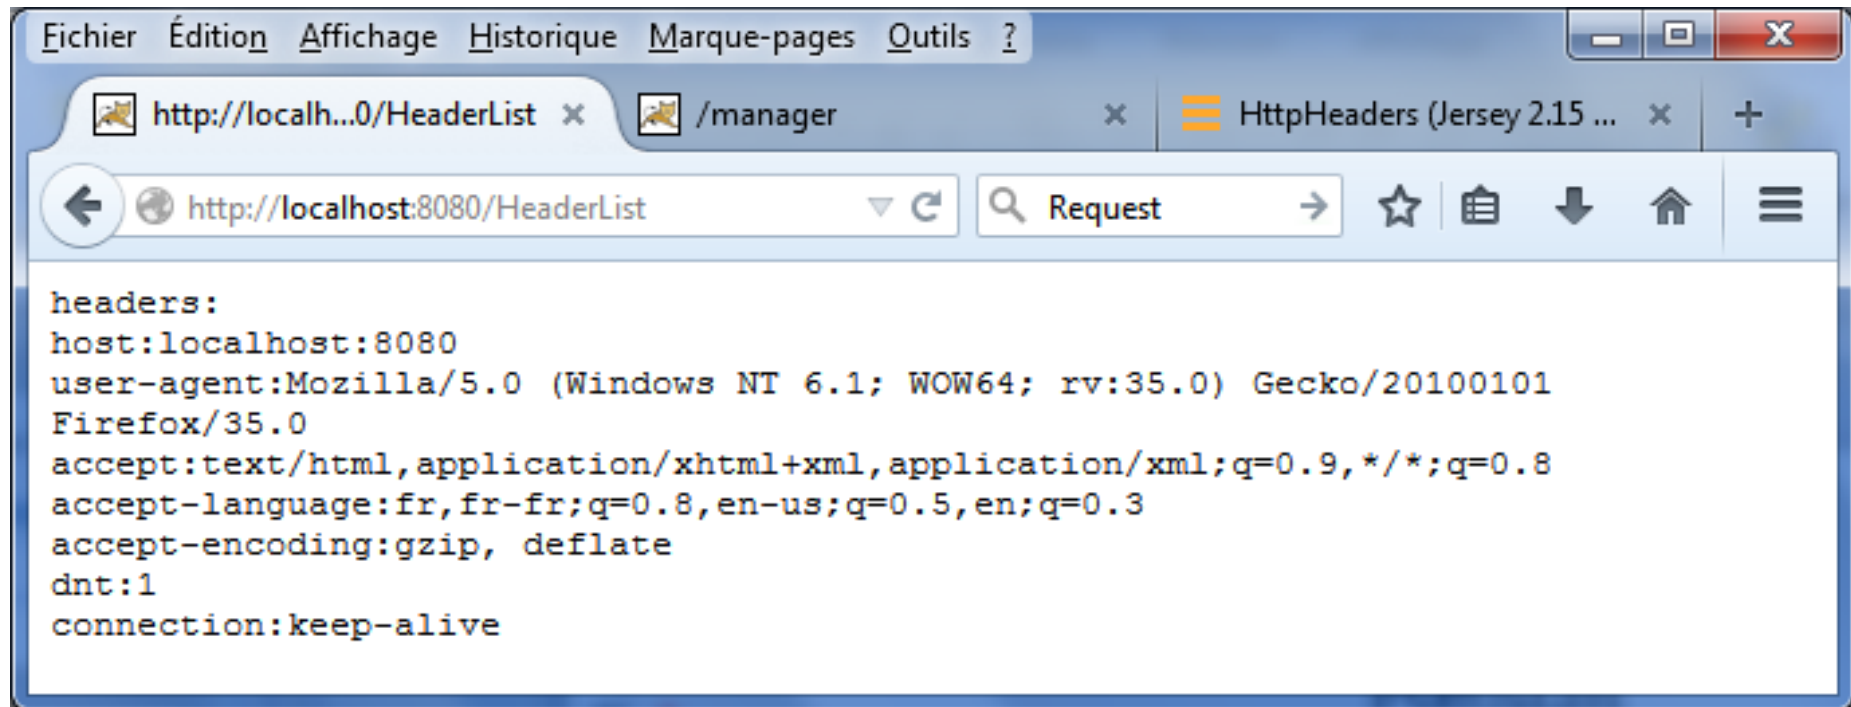 Fichier Édition Affichage Historique Marque-pages Outils ?
http://localh...0/HeaderList /manager HttpHeaders (Jersey 2.15 ...
http://localhost:8080/HeaderList Request
headers:
host:localhost:8080
user-agent:Mozilla/5.0 (Windows NT 6.1; WOW64; rv:35.0) Gecko/20100101
Firefox/35.0
accept:text/html,application/xhtml+xml,application/xml;q=0.9,*/*;q=0.8
accept-language:fr,fr-fr;q=0.8,en-us;q=0.5,en;q=0.3
accept-encoding:gzip, deflate
dnt:1
connection:keep-alive